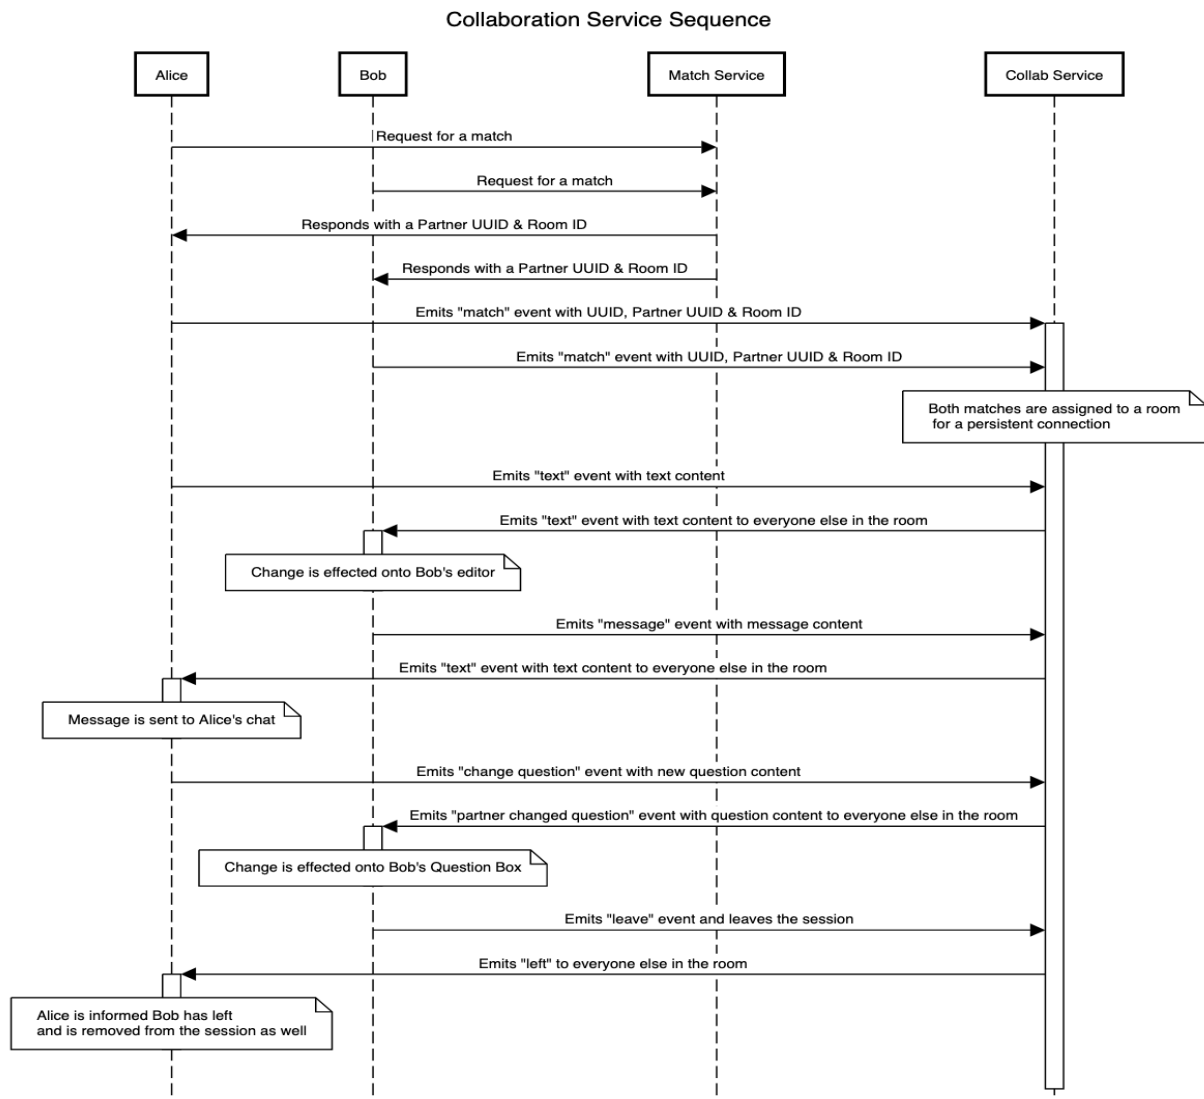 Collaboration Service Sequence
Alice
Bob
Match Service
Collab Service
Request for a match
Request for a match
Responds with a Partner UUID & Room ID
Responds with a Partner UUID & Room ID
Emits "match" event with UUID, Partner UUID & Room ID
Emits "match" event with UUID, Partner UUID & Room ID
Both matches are assigned to a room
for a persistent connection
Emits "text" event with text content
Emits "text" event with text content to everyone else in the room
Change is effected onto Bob's editor
Emits "message" event with message content
Emits "text" event with text content to everyone else in the room
Message is sent to Alice's chat
Emits "change question" event with new question content
Emits "partner changed question" event with question content to everyone else in the room
Change is effected onto Bob's Question Box
Emits "leave" event and leaves the session
Emits "left" to everyone else in the room
Alice is informed Bob has left
and is removed from the session as well